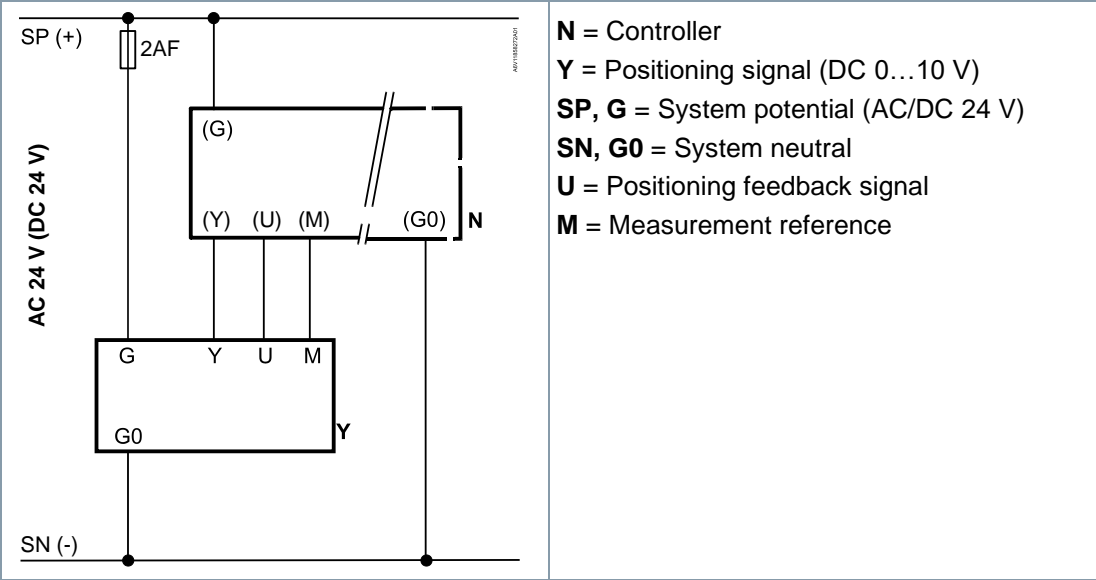 SP (+)
2AF
A6V11858272A01
(G)
(Y) (U) (M) (G0) N
AC 24 V (DC 24 V)
G Y U M
G0
Y
SN (-)
N = Controller
Y = Positioning signal (DC 0…10 V)
SP, G = System potential (AC/DC 24 V)
SN, G0 = System neutral
U = Positioning feedback signal
M = Measurement reference